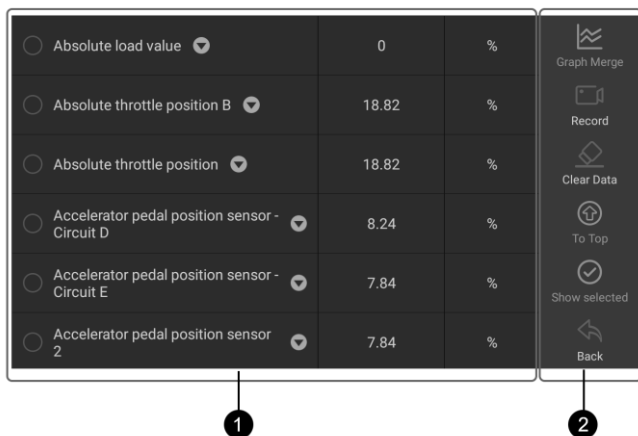 Absolute load value 0 %
Absolute throttle position B 18.82 %
Absolute throttle position 18.82 %
Accelerator pedal position sensor -
Circuit D 8.24 %
Accelerator pedal position sensor -
Circuit E 7.84 %
Accelerator pedal position sensor
2 7.84 %
Graph Merge
Record
Clear Data
To Top
Show selected
Back
1
2